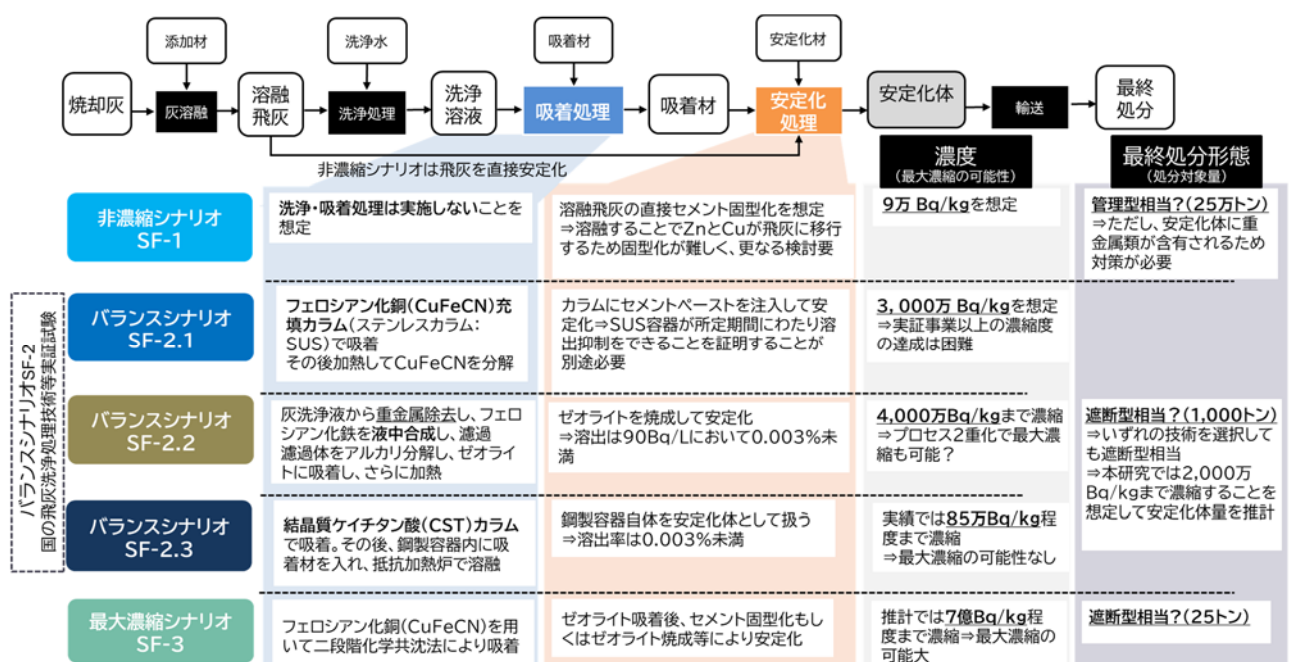 添加材
洗浄水
吸着材
安定化材
焼却灰
灰溶融
溶融
飛灰
洗浄処理
洗浄
溶液
吸着処理
吸着材
安定化
処理
安定化体
輸送
最終
処分
非濃縮シナリオは飛灰を直接安定化
濃度
(最大濃縮の可能性)
最終処分形態
(処分対象量)
非濃縮シナリオ
SF-1
洗浄・吸着処理は実施しないことを
想定
溶融飛灰の直接セメント固型化を想定
⇒溶融することでZnとCuが飛灰に移行
するため固型化が難しく、更なる検討要
9万 Bq/kgを想定
管理型相当?(25万トン)
⇒ただし、安定化体に重
金属類が含有されるため
対策が必要
バランスシナリオSF-2
国の飛灰洗浄処理技術等実証試験
バランスシナリオ
SF-2.1
フェロシアン化銅(CuFeCN)充
填カラム(ステンレスカラム:
SUS)で吸着
その後加熱してCuFeCNを分解
カラムにセメントペーストを注入して安
定化⇒SUS容器が所定期間にわたり溶
出抑制をできることを証明することが
別途必要
3,000万 Bq/kgを想定
⇒実証事業以上の濃縮度
の達成は困難
バランスシナリオ
SF-2.2
灰洗浄液から重金属除去し、フェロ
シアン化鉄を液中合成し、濾過
濾過体をアルカリ分解し、ゼオライ
トに吸着し、さらに加熱
ゼオライトを焼成して安定化
⇒溶出は90Bq/Lにおいて0.003%未
満
4,000万Bq/kgまで濃縮
⇒プロセス2重化で最大濃
縮も可能?
遮断型相当?(1,000トン)
⇒いずれの技術を選択して
も遮断型相当
⇒本研究では2,000万
Bq/kgまで濃縮することを
想定して安定化体量を推計
バランスシナリオ
SF-2.3
結晶質ケイチタン酸(CST)カラム
で吸着。その後、鋼製容器内に吸
着材を入れ、抵抗加熱炉で溶融
鋼製容器自体を安定化体として扱う
⇒溶出率は0.003%未満
実績では85万Bq/kg程
度まで濃縮
⇒最大濃縮の可能性なし
最大濃縮シナリオ
SF-3
フェロシアン化銅(CuFeCN)を用
いて二段階化学共沈法により吸着
ゼオライト吸着後、セメント固型化もし
くはゼオライト焼成等により安定化
推計では7億Bq/kg程
度まで濃縮⇒最大濃縮の
可能大
遮断型相当?(25トン)